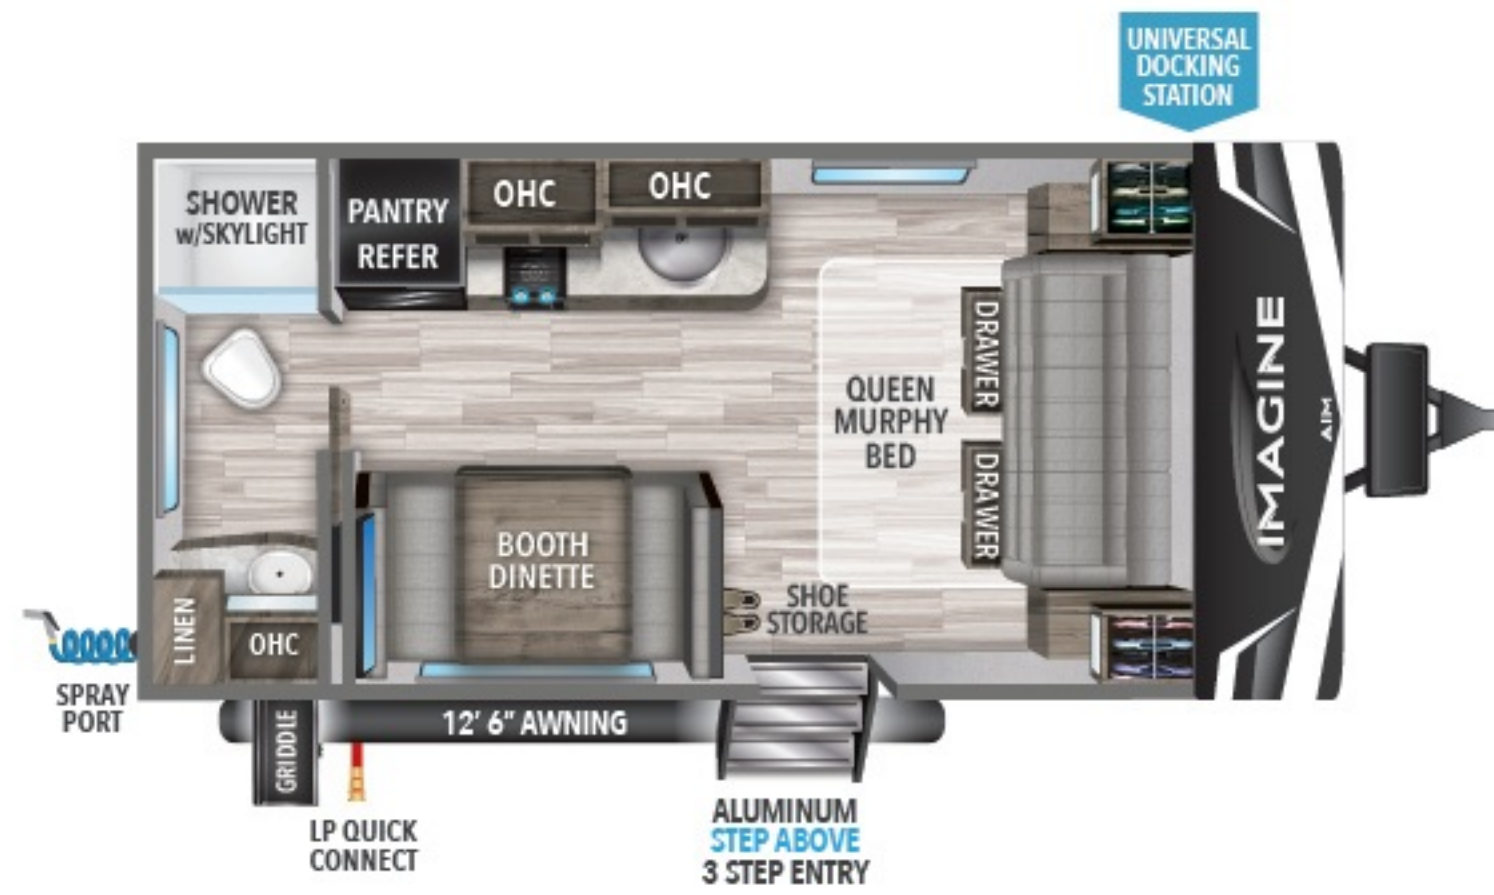 UNIVERSAL
DOCKING
STATION
SHOWER
w/SKYLIGHT
PANTRY
REFER
OHC
OHC
DRAWER
QUEEN
MURPHY
BED
DRAWER
IMAGINE
AIM
BOOTH
DINETTE
SHOE
STORAGE
LINEN
OHC
SPRAY
PORT
12' 6" AWNING
GRIDDLE
LP QUICK
CONNECT
ALUMINUM
STEP ABOVE
3 STEP ENTRY